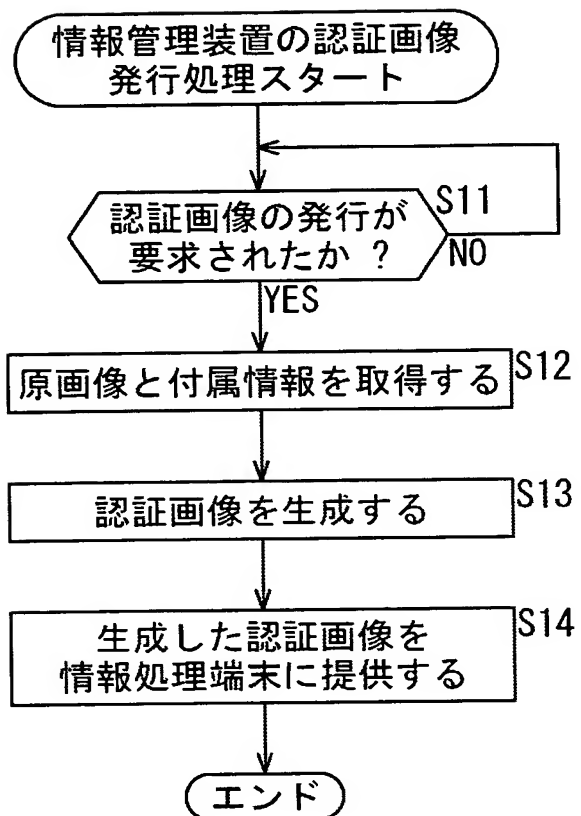 情報管理装置の認証画像
発行処理スタート
認証画像の発行が
要求されたか ?
S11
NO
YES
原画像と付属情報を取得する
S12
認証画像を生成する
S13
生成した認証画像を
情報処理端末に提供する
S14
エンド